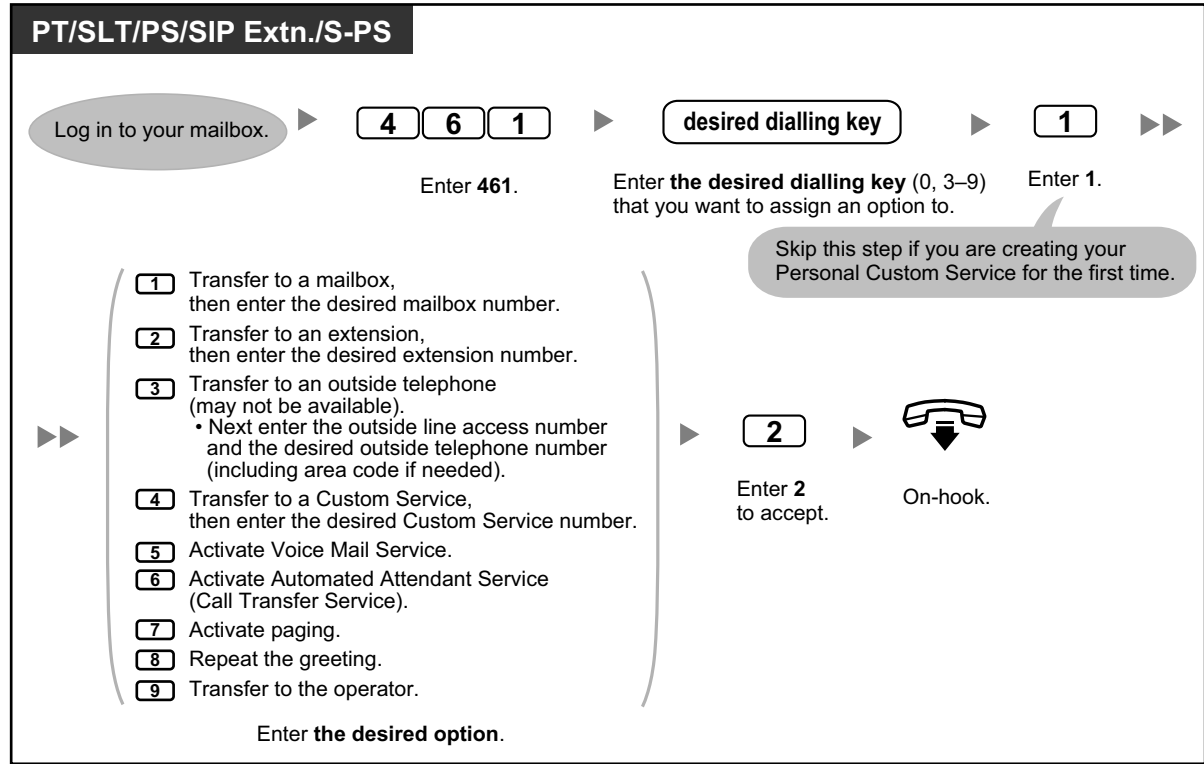 PT/SLT/PS/SIP Extn./S-PS
Log in to your mailbox.
4 6 1
desired dialling key
1
Enter 461.
Enter the desired dialling key (0, 3–9)
that you want to assign an option to.
Enter 1.
Skip this step if you are creating your
Personal Custom Service for the first time.
1 Transfer to a mailbox,
then enter the desired mailbox number.
2 Transfer to an extension,
then enter the desired extension number.
3 Transfer to an outside telephone
(may not be available).
• Next enter the outside line access number
and the desired outside telephone number
(including area code if needed).
4 Transfer to a Custom Service,
then enter the desired Custom Service number.
5 Activate Voice Mail Service.
6 Activate Automated Attendant Service
(Call Transfer Service).
7 Activate paging.
8 Repeat the greeting.
9 Transfer to the operator.
Enter the desired option.
2
Enter 2
to accept.
On-hook.